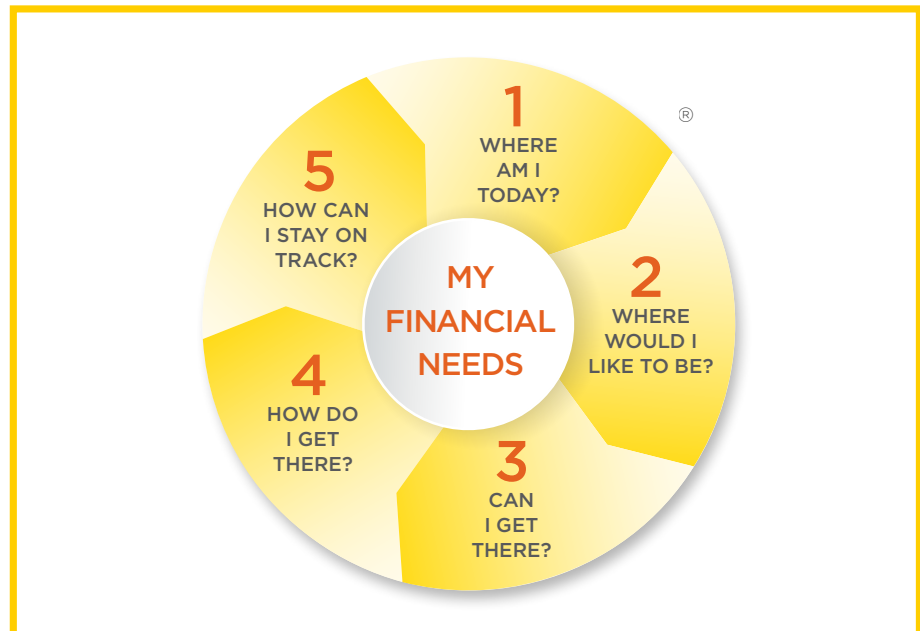 1
WHERE
AM I
TODAY?
®
2
WHERE
WOULD I
LIKE TO BE?
3
CAN
I GET
THERE?
4
HOW DO
I GET
THERE?
5
HOW CAN
I STAY ON
TRACK?
MY
FINANCIAL
NEEDS